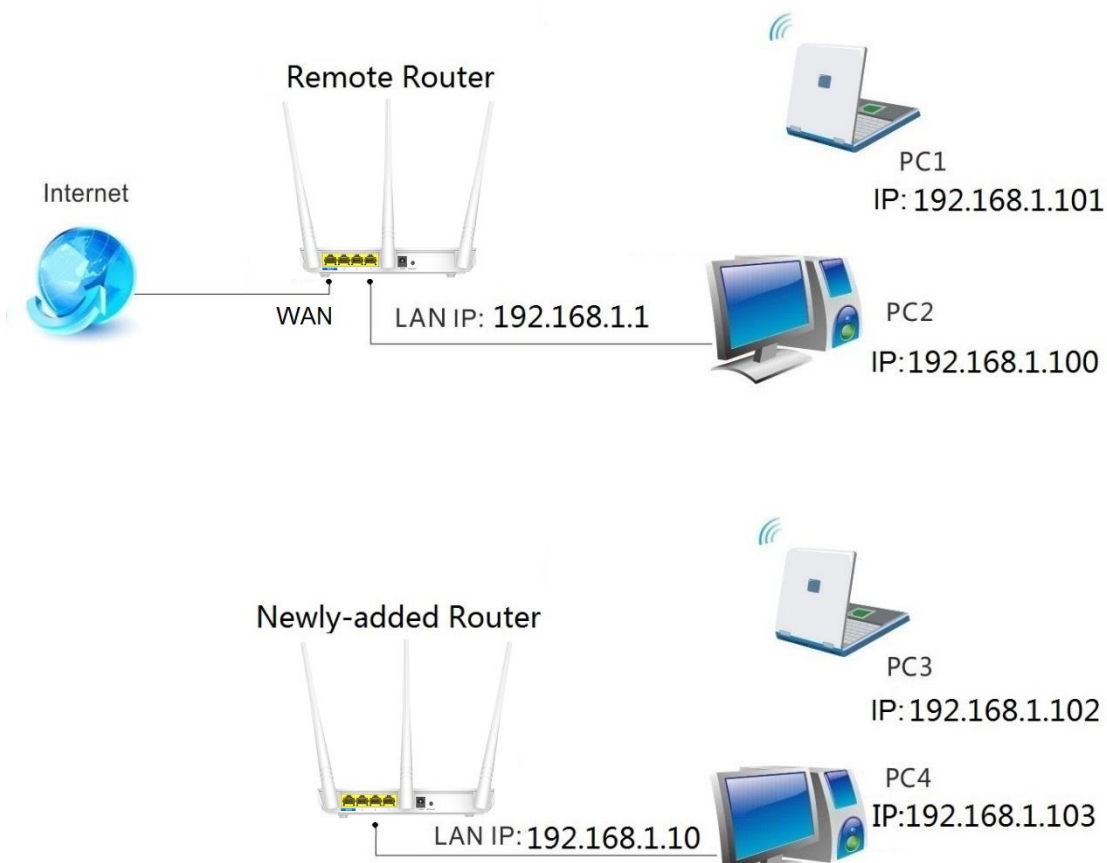 Remote Router
Internet
PC1
IP: 192.168.1.101
WAN
LAN IP: 192.168.1.1
PC2
IP:192.168.1.100
Newly-added Router
PC3
IP: 192.168.1.102
PC4
IP:192.168.1.103
LAN IP: 192.168.1.10